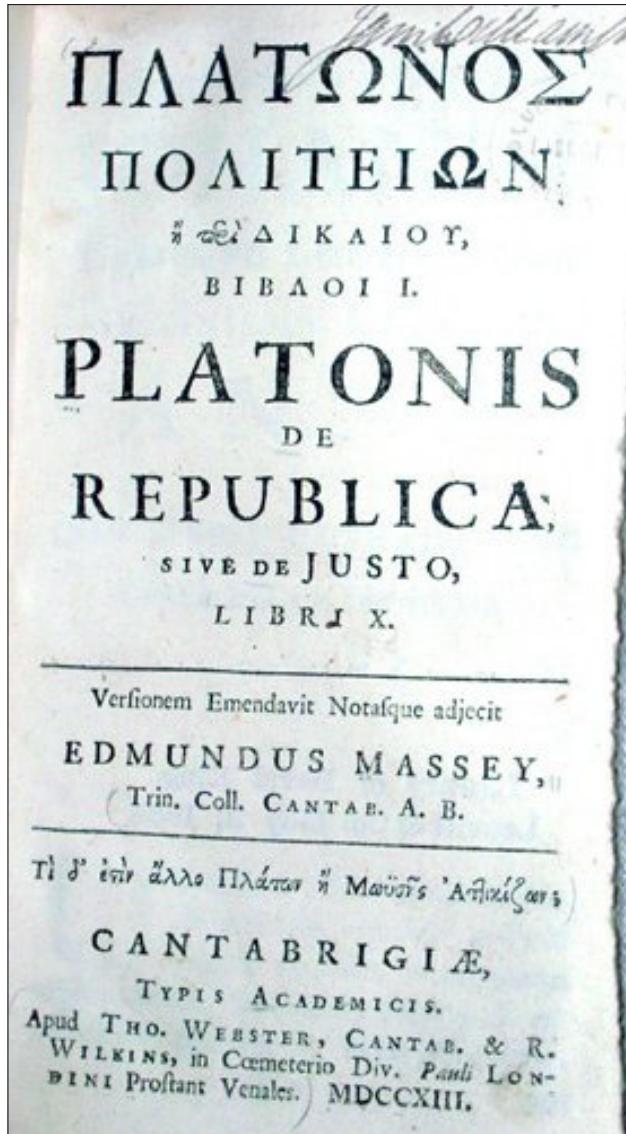 ΠΛΑΤΩΝΟΣ
ΠΟΛΙΤΕΙΩΝ
ἢ περὶ ΔΙΚΑΙΟΥ,
ΒΙΒΛΟΙ Ι.
PLATONIS
DE
REPUBLICA;
SIVE DE JUSTO,
LIBRI X.
Verſionem Emendavit Notaſque adjecit
EDMUNDUS MASSEY,
Trin. Coll. CANTAB. A. B.
Τί δ' ἐστὶν ἄλλο Πλάτων ἢ Μωϋσῆς Ἀττικίζων;
CANTABRIGIÆ,
TYPIS ACADEMICIS.
Apud THO. WEBSTER, CANTAB. & R.
WILKINS, in Cœmeterio Div. Pauli LON-
DINI Proſtant Venales. MDCCXIII.